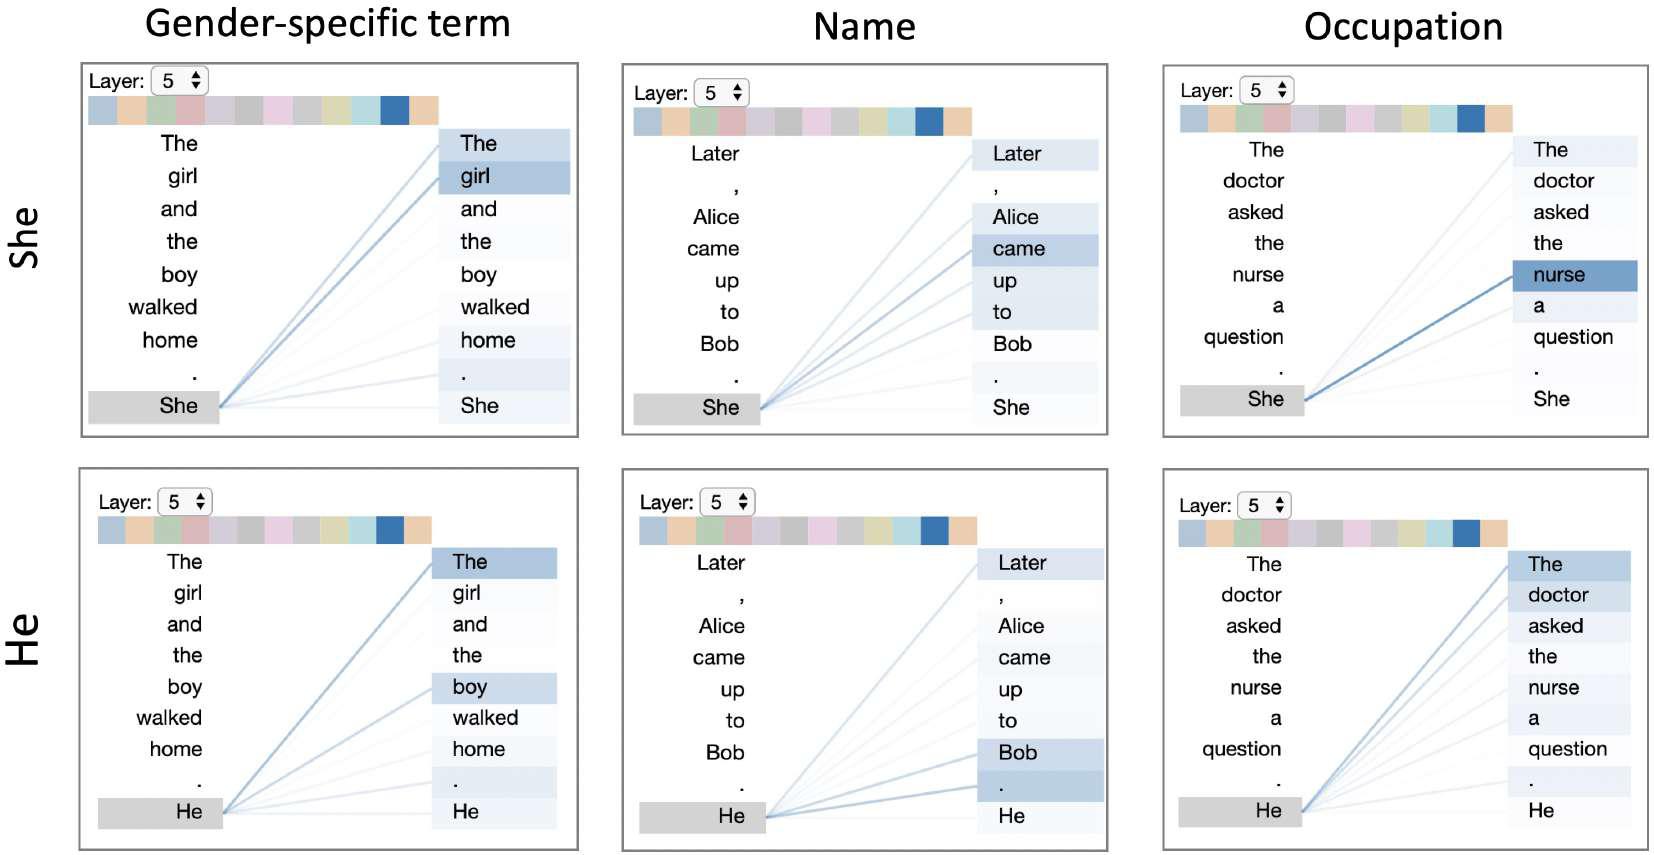 Gender-specific term
Name
Occupation
She
Layer: 5
The The
girl girl
and and
the the
boy boy
walked walked
home home
. .
She She
Layer: 5
Later Later
, ,
Alice Alice
came came
up up
to to
Bob Bob
. .
She She
Layer: 5
The The
doctor doctor
asked asked
the the
nurse nurse
a a
question question
. .
She She
He
Layer: 5
The The
girl girl
and and
the the
boy boy
walked walked
home home
. .
He He
Layer: 5
Later Later
, ,
Alice Alice
came came
up up
to to
Bob Bob
. .
He He
Layer: 5
The The
doctor doctor
asked asked
the the
nurse nurse
a a
question question
. .
He He